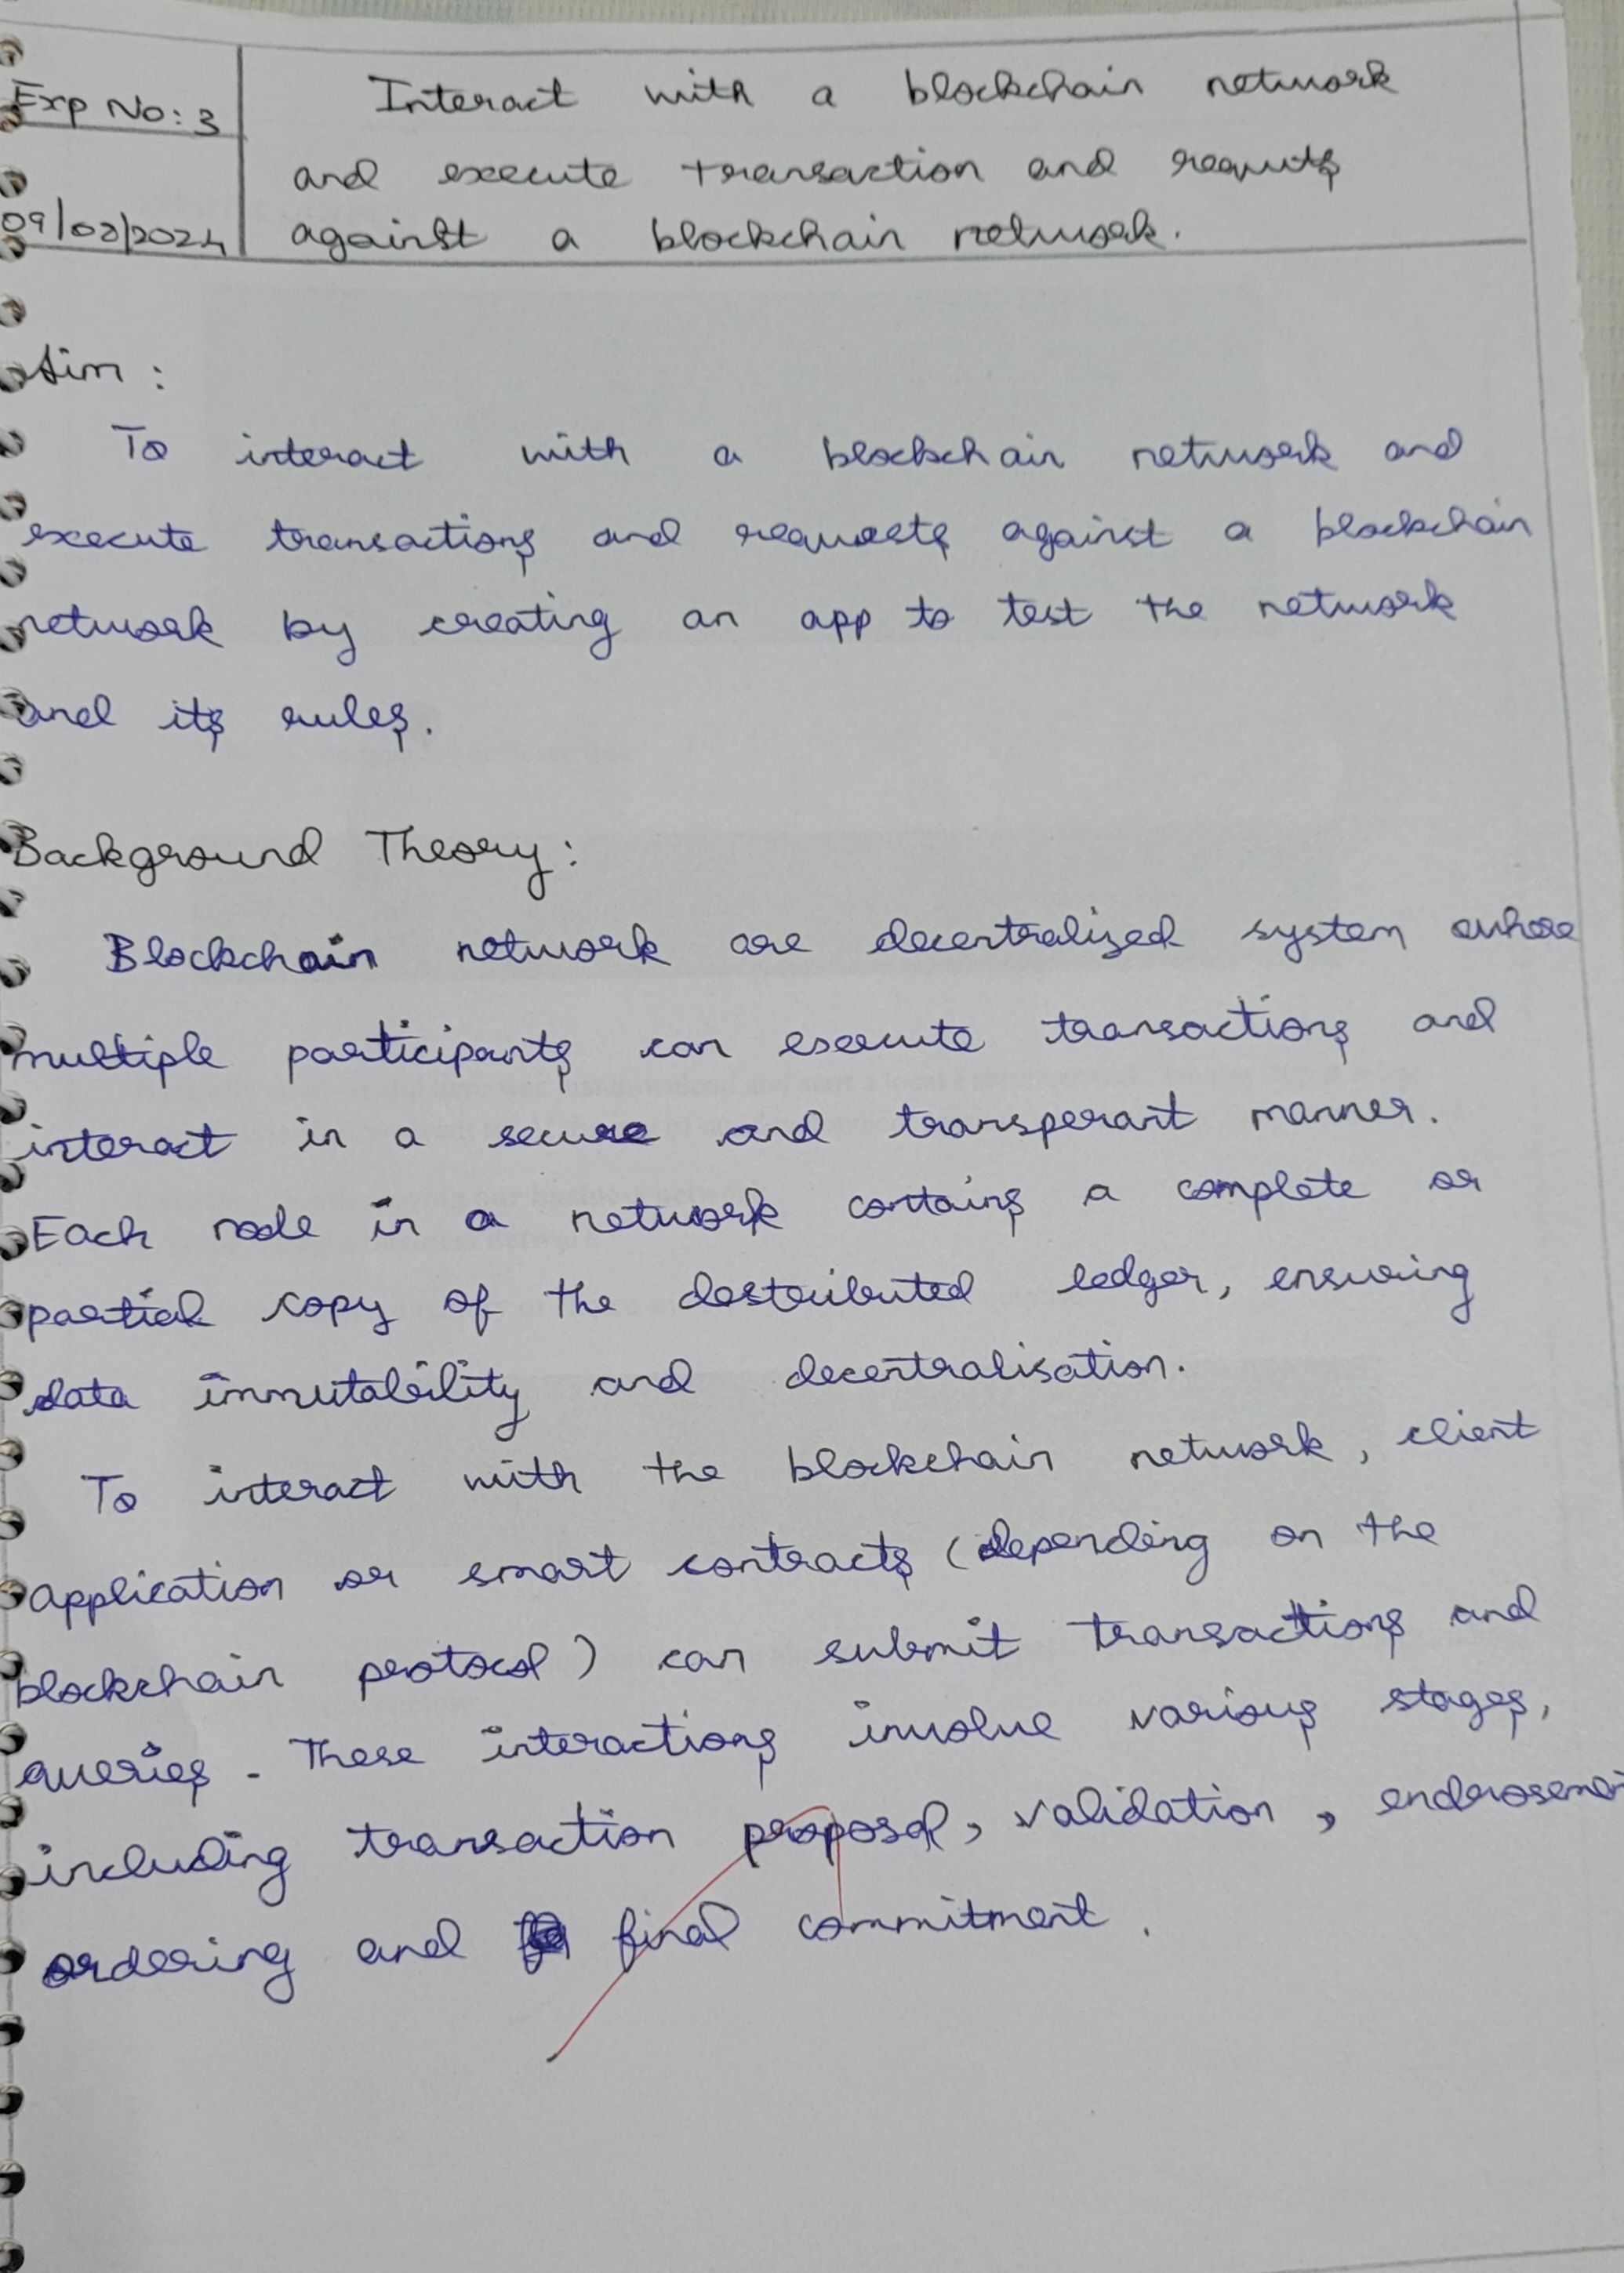 Exp No: 3
09/02/2024
Interact with a blockchain network
and execute transaction and requts
against a blockchain network.
Aim :
To interact with a blockchain network and
execute transactions and requests against a blockchain
network by creating an app to test the network
and its rules.
Background Theory :
Blockchain network are decentralized system whose
multiple participants can execute transactions and
interact in a secure and transperant manner.
Each node in a network contains a complete or
partial copy of the destributed ledger, ensuring
data immutability and decentralisation.
To interact with the blockchain network, client
application or smart contracts (depending on the
blockchain protocol) can submit transactions and
queries. These interactions involve various stages,
including transaction proposal, validation, endrosement
ordering and final commitment.